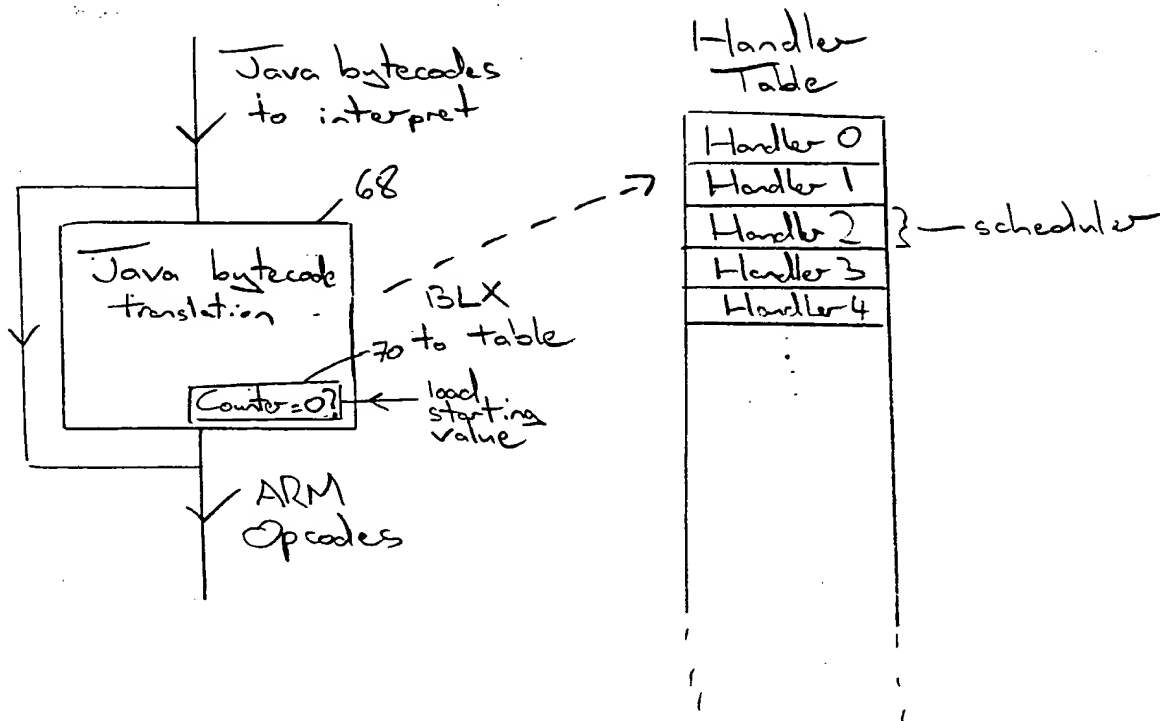 Java bytecodes
to interpret
68
Java bytecode
translation
BLX
to table
70
Counter=0?
load
starting
value
ARM
Opcodes
Handler
Table
Handler 0
Handler 1
Handler 2
scheduler
Handler 3
Handler 4